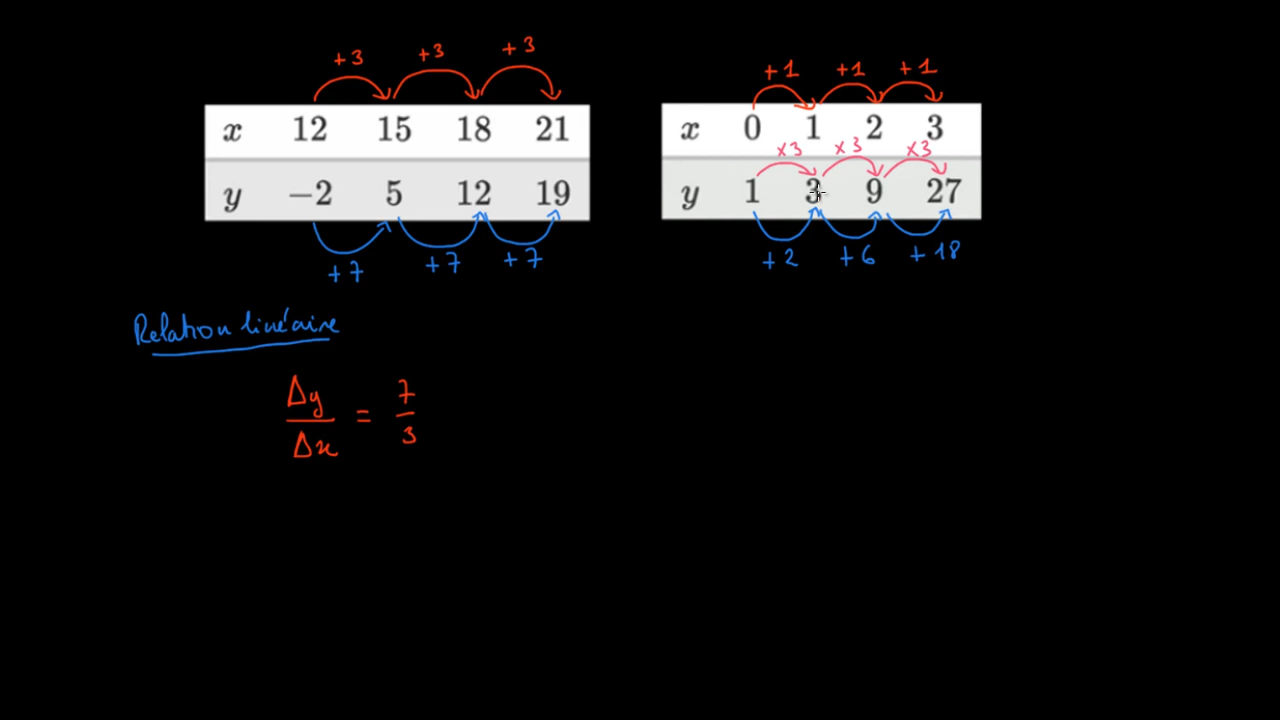 +3 +3 +3
x 12 15 18 21
y −2 5 12 19
+7 +7 +7
+1 +1 +1
x 0 1 2 3
×3 ×3 ×3
y 1 3 9 27
+2 +6 +18
Relation linéaire
Δy/Δx = 7/3